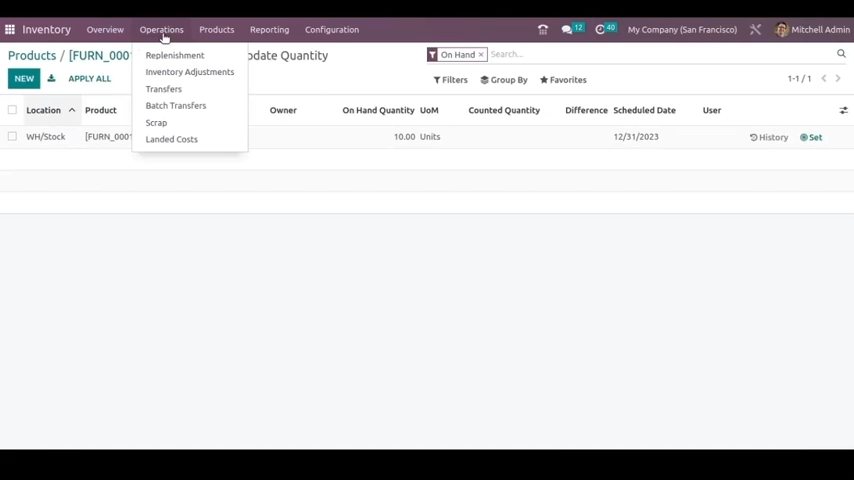 Inventory Overview Operations Products Reporting Configuration 12 40 My Company (San Francisco) Mitchell Admin
Products / [FURN_0001 pdate Quantity On Hand × Search...
NEW APPLY ALL Filters Group By Favorites 1-1 / 1
Replenishment
Inventory Adjustments
Transfers
Batch Transfers
Scrap
Landed Costs
Location Product Owner On Hand Quantity UoM Counted Quantity Difference Scheduled Date User
WH/Stock [FURN_0001 10.00 Units 12/31/2023 History Set